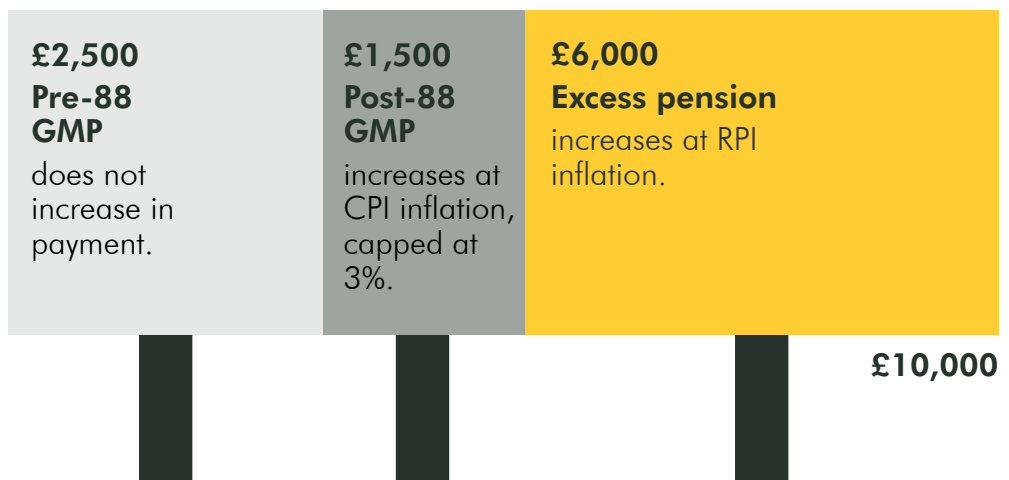 £2,500
Pre-88
GMP
does not
increase in
payment.
£1,500
Post-88
GMP
increases at
CPI inflation,
capped at
3%.
£6,000
Excess pension
increases at RPI
inflation.
£10,000